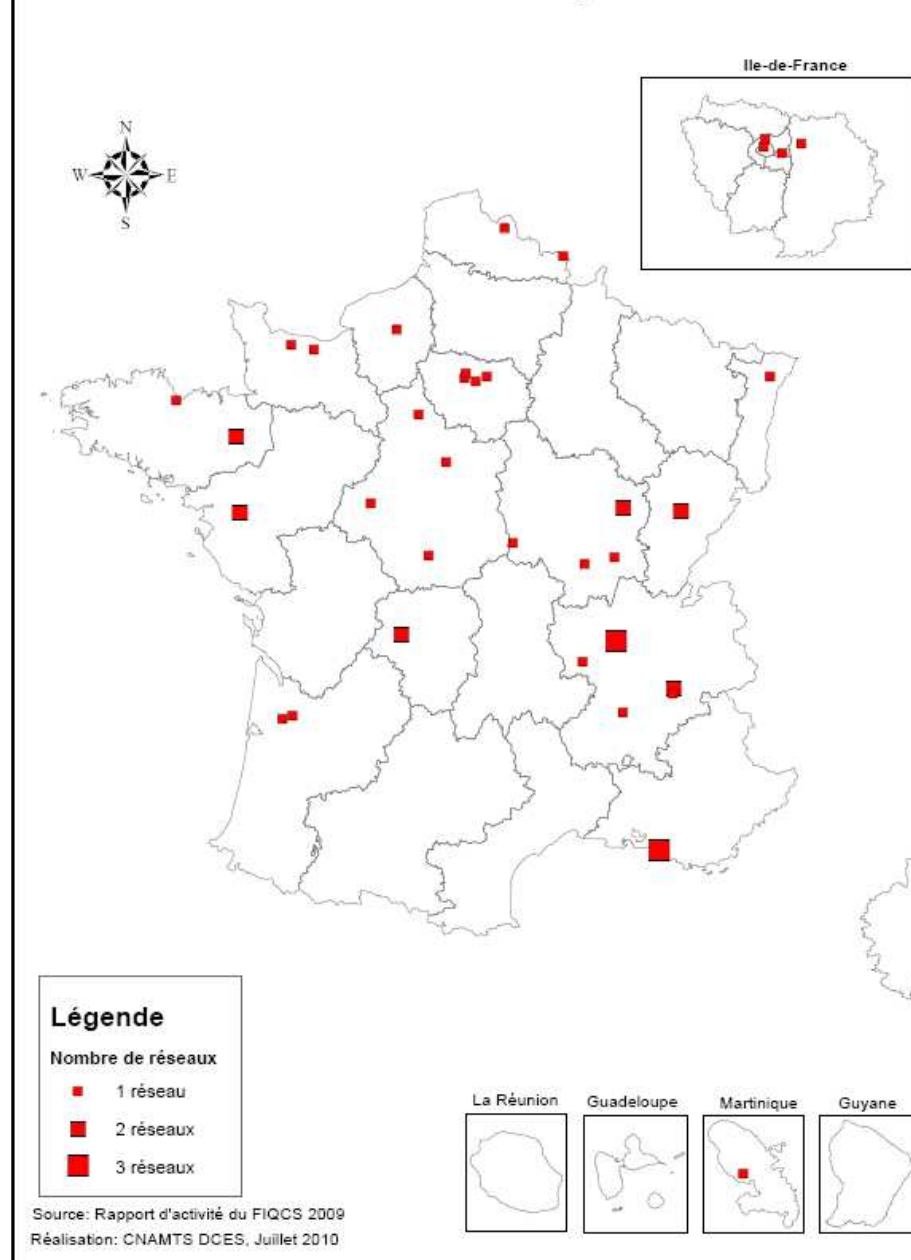 Ile-de-France
N
W E
S
Légende
Nombre de réseaux
1 réseau
2 réseaux
3 réseaux
La Réunion Guadeloupe Martinique Guyane
Source: Rapport d'activité du FIQCS 2009
Réalisation: CNAMTS DCES, Juillet 2010